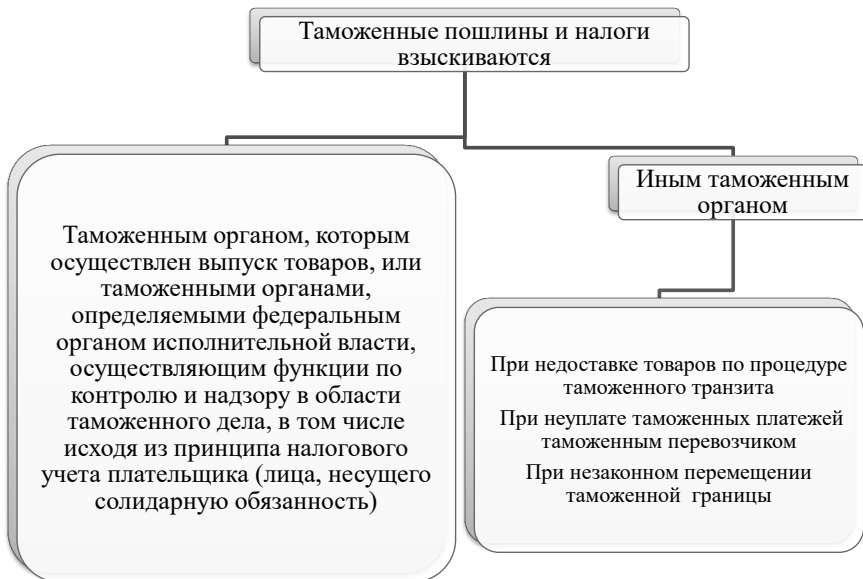 Таможенные пошлины и налоги
взыскиваются
Таможенным органом, которым
осуществлен выпуск товаров, или
таможенными органами,
определяемыми федеральным
органом исполнительной власти,
осуществляющим функции по
контролю и надзору в области
таможенного дела, в том числе
исходя из принципа налогового
учета плательщика (лица, несущего
солидарную обязанность)
Иным таможенным
органом
При недоставке товаров по процедуре
таможенного транзита
При неуплате таможенных платежей
таможенным перевозчиком
При незаконном перемещении
таможенной границы